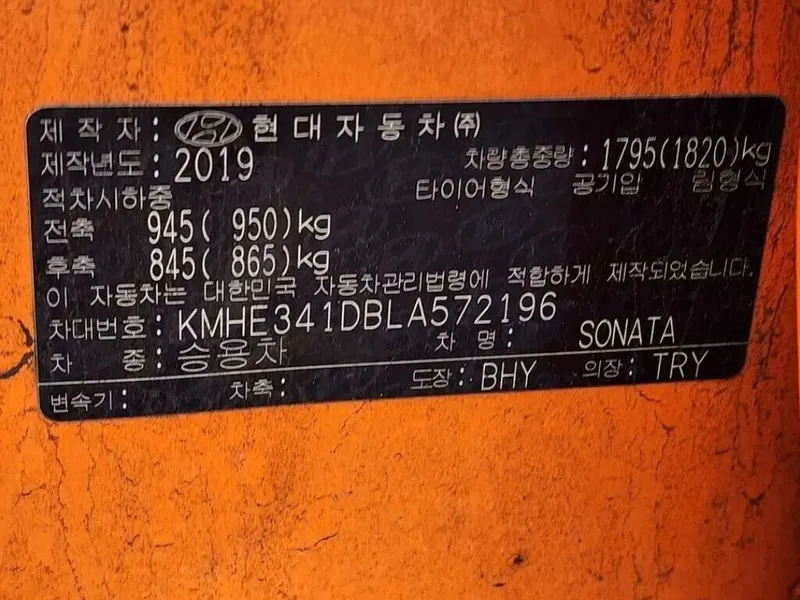 제 작 자 : 현대자동차㈜
제작년도 : 2019 차량총중량 : 1795(1820)kg
적차시하중 타이어형식 공기압 림형식
전축 945( 950)kg
후축 845( 865)kg
이 자동차는 대한민국 자동차관리법령에 적합하게 제작되었습니다.
차대번호 : KMHE341DBLA572196
차 종 : 승용차 차 명 : SONATA
변속기 : 차축 : 도장 : BHY 의장 : TRY